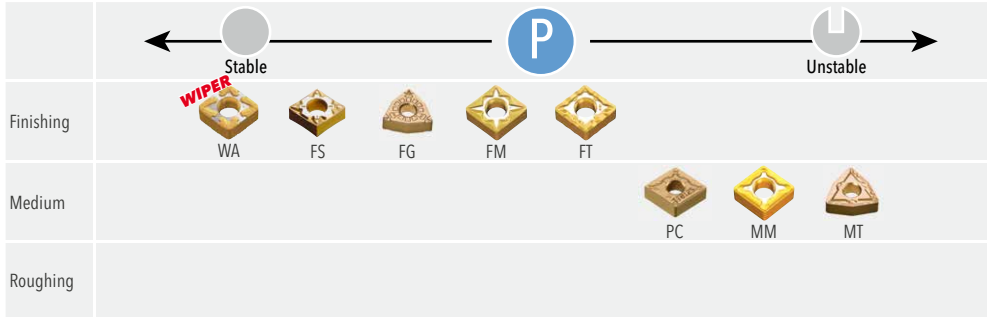 P
Stable
Unstable
WIPER
Finishing
WA FS FG FM FT
Medium
PC MM MT
Roughing